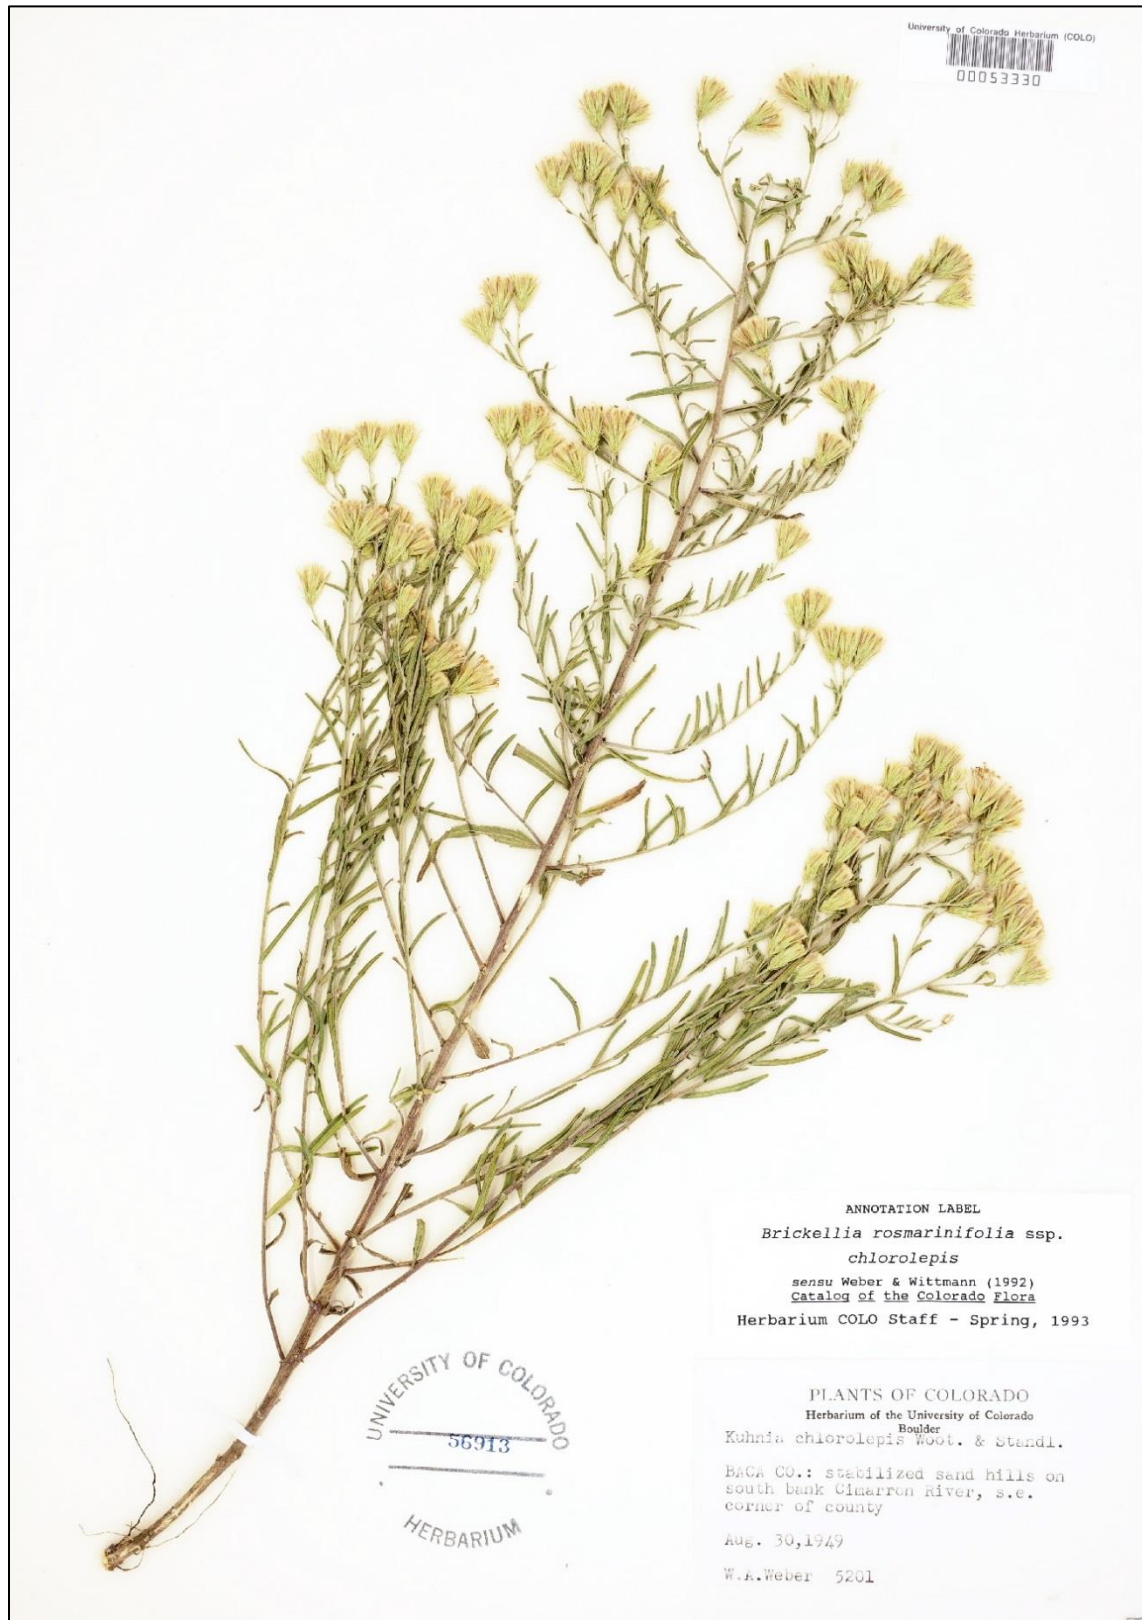 University of Colorado Herbarium (COLO)
00053330
ANNOTATION LABEL
Brickellia rosmarinifolia ssp.
chlorolepis
sensu Weber & Wittmann (1992)
Catalog of the Colorado Flora
Herbarium COLO Staff - Spring, 1993
UNIVERSITY OF COLORADO
56913
HERBARIUM
PLANTS OF COLORADO
Herbarium of the University of Colorado
Boulder
Kuhnia chlorolepis Woot. & Standl.
BACA CO.: stabilized sand hills on
south bank Cimarron River, s.e.
corner of county
Aug. 30,1949
W.A.Weber 5201